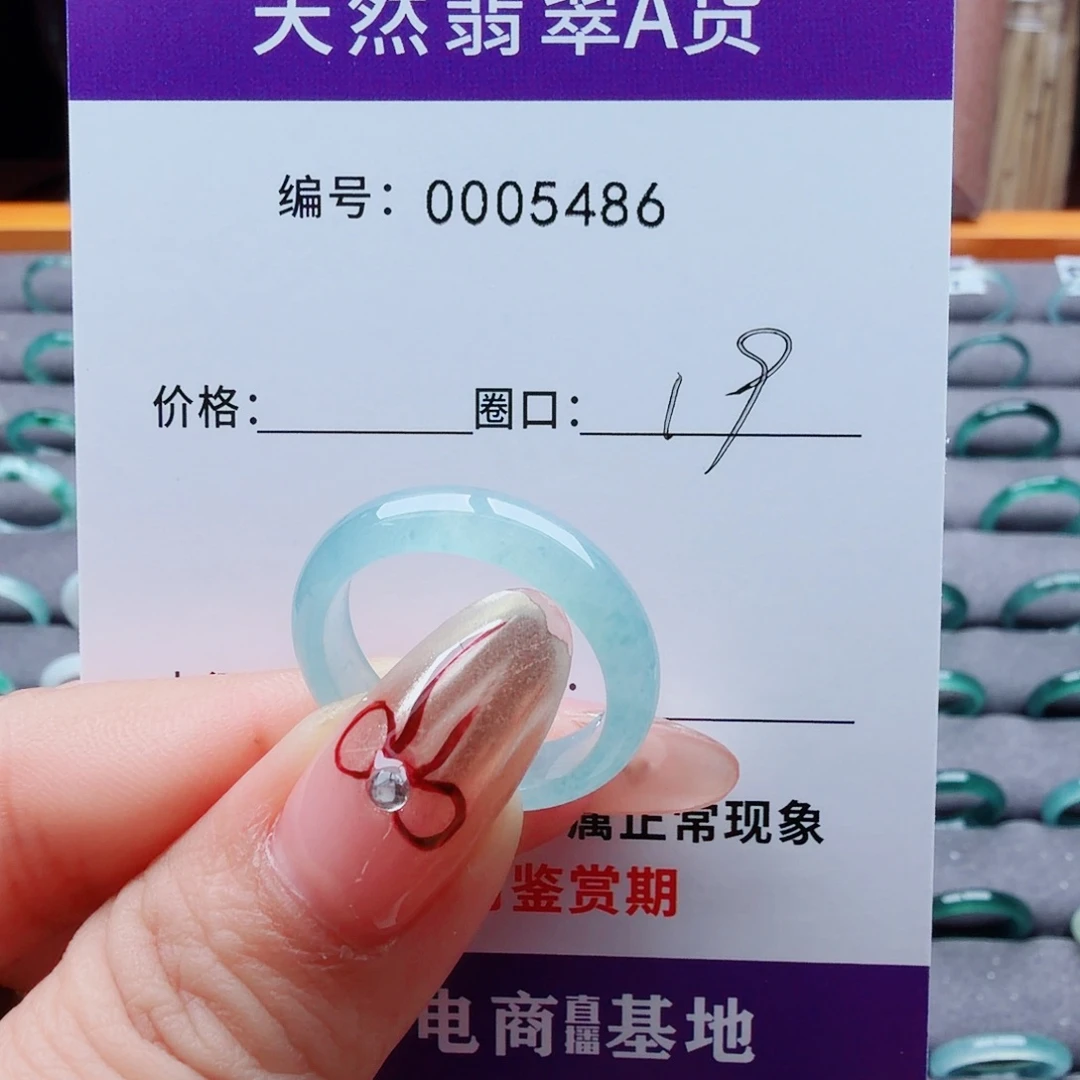 天然翡翠A货
编号：0005486
价格： 圈口：19
属正常现象
鉴赏期
电商直播基地